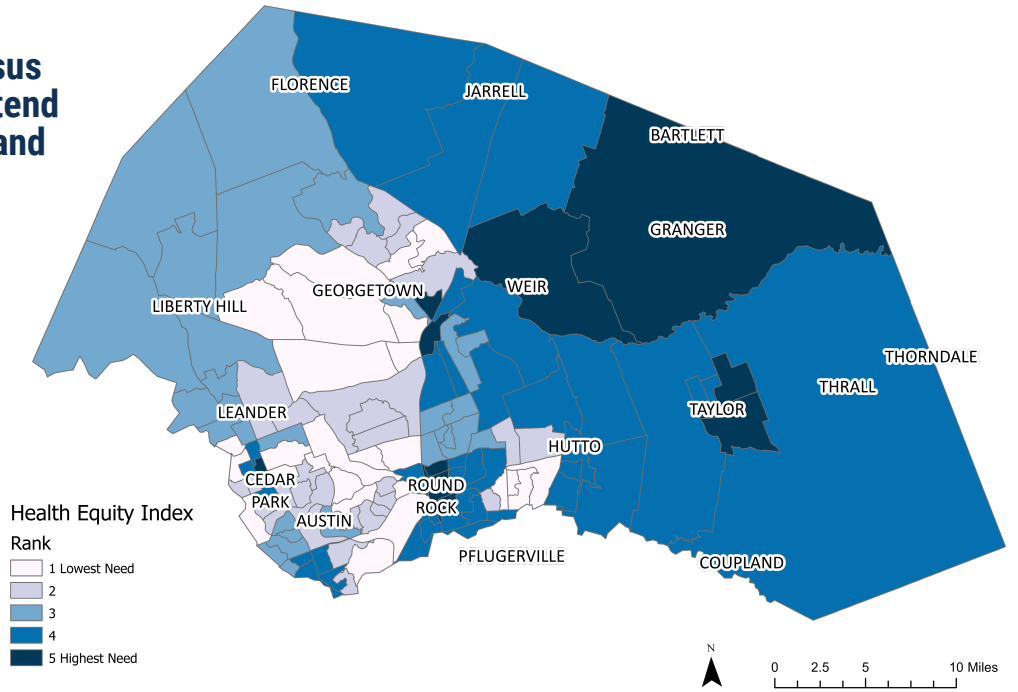 sus
tend
and
FLORENCE
JARRELL
BARTLETT
GRANGER
WEIR
GEORGETOWN
LIBERTY HILL
THORNDALE
THRALL
TAYLOR
LEANDER
HUTTO
CEDAR
PARK
ROUND
ROCK
AUSTIN
PFLUGERVILLE
COUPLAND
Health Equity Index
Rank
1 Lowest Need
2
3
4
5 Highest Need
N
0 2.5 5 10 Miles